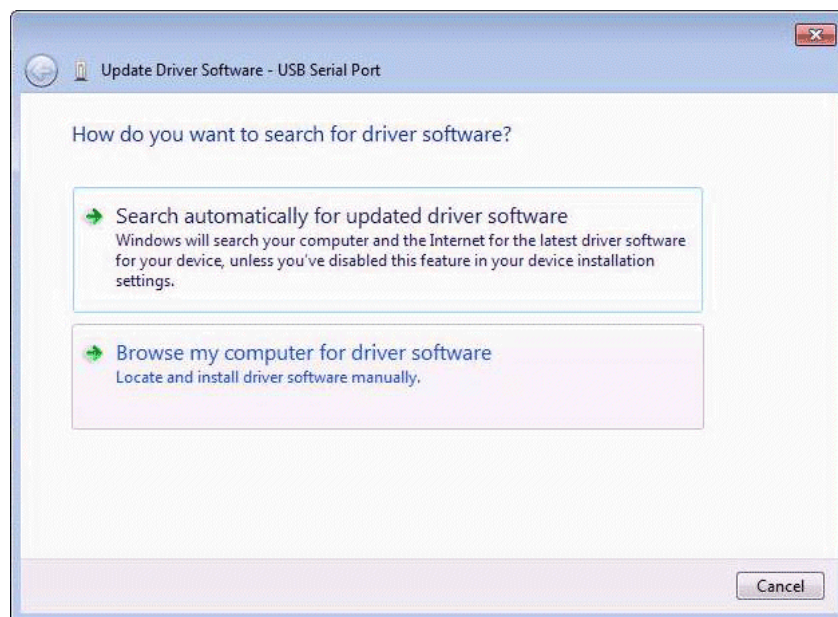 Update Driver Software - USB Serial Port
How do you want to search for driver software?
Search automatically for updated driver software
Windows will search your computer and the Internet for the latest driver software
for your device, unless you've disabled this feature in your device installation
settings.
Browse my computer for driver software
Locate and install driver software manually.
Cancel